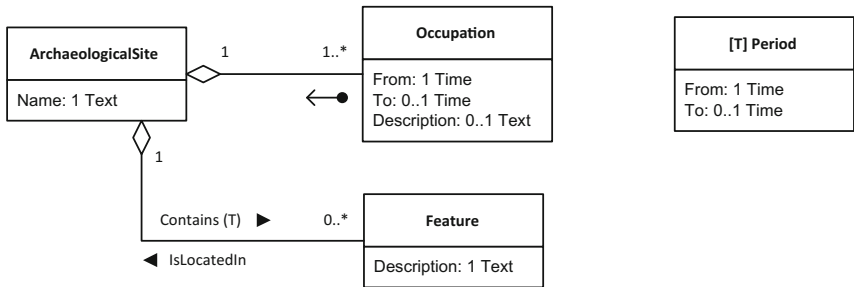 ArchaeologicalSite
Name: 1 Text
1
1..*
Occupation
From: 1 Time
To: 0..1 Time
Description: 0..1 Text
[T] Period
From: 1 Time
To: 0..1 Time
1
Contains (T) ►
0..*
◄ IsLocatedIn
Feature
Description: 1 Text